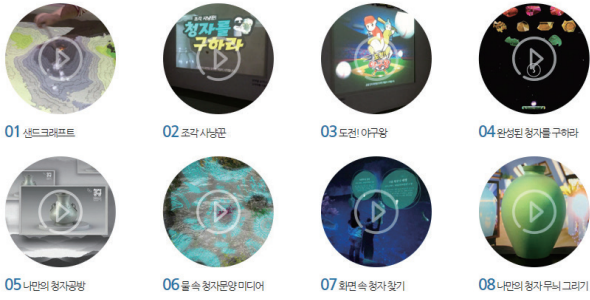 조각 사냥꾼!
청자를
구하라
01 샌드크래프트
02 조각 사냥꾼
03 도전! 야구왕
04 완성된 청자를 구하라
05 나만의 청자공방
06 물 속 청자문양 미디어
07 화면 속 청자 찾기
08 나만의 청자 무늬 그리기